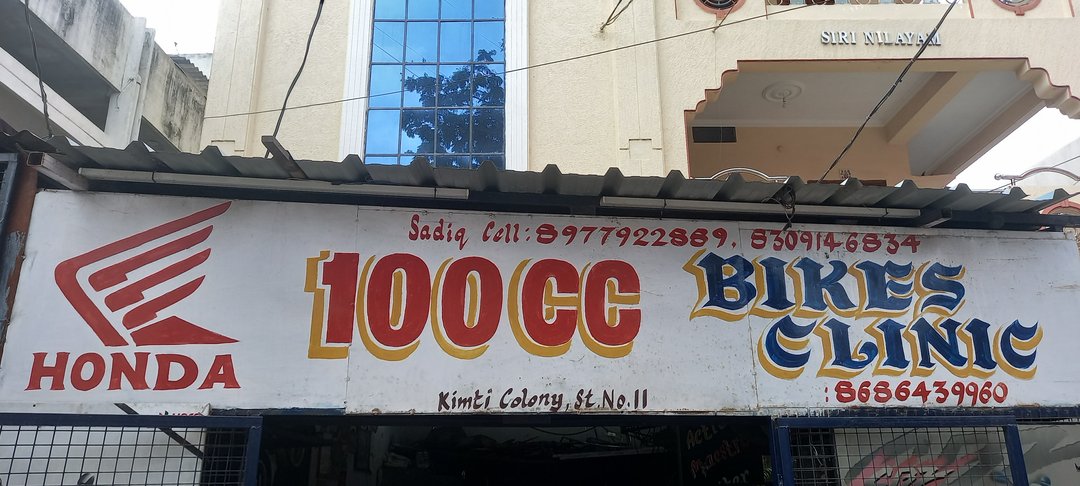 SIRI NILAYAM
Sadiq Cell: 8977922889, 8309146834
HONDA
100CC
BIKES
CLINIC
: 8686439960
Kimti Colony, St. No. 11